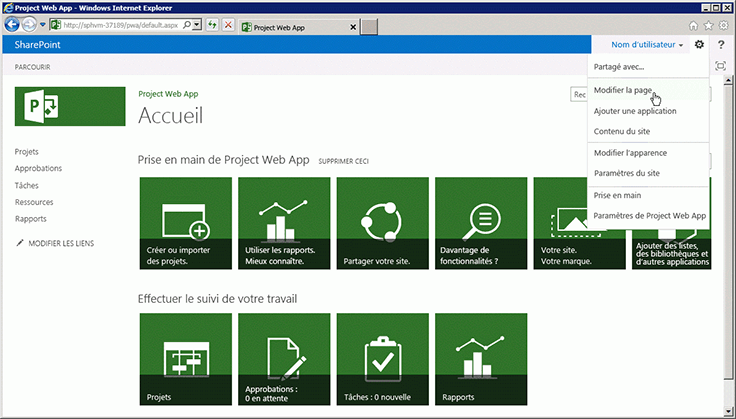 Project Web App - Windows Internet Explorer
http://sphvm-37189/pwa/default.aspx
Project Web App
SharePoint
Nom d'utilisateur
?
PARCOURIR
Partagé avec...
Modifier la page
Ajouter une application
Contenu du site
Modifier l'apparence
Paramètres du site
Prise en main
Paramètres de Project Web App
P
Project Web App
Accueil
Rec
Projets
Approbations
Tâches
Ressources
Rapports
MODIFIER LES LIENS
Prise en main de Project Web App SUPPRIMER CECI
Créer ou importer
des projets.
Utiliser les rapports.
Mieux connaître.
Partager votre site.
Davantage de
fonctionnalités ?
Votre site.
Votre marque.
Ajouter des listes,
des bibliothèques et
d'autres applications
Effectuer le suivi de votre travail
Projets
Approbations :
0 en attente
Tâches : 0 nouvelle
Rapports